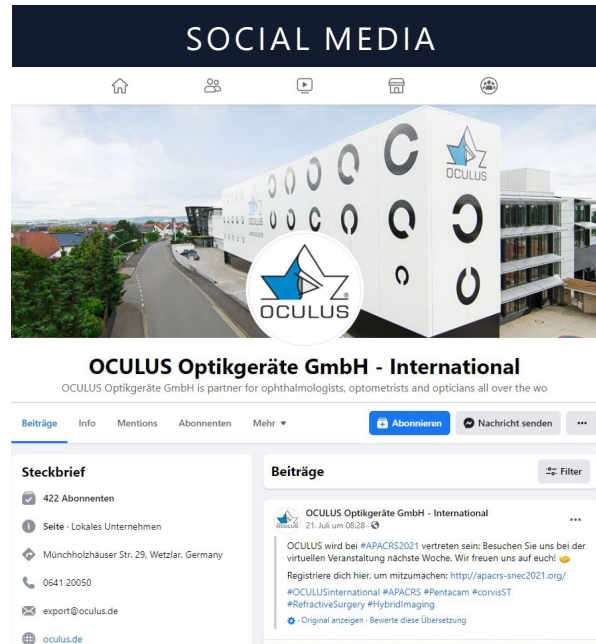 SOCIAL MEDIA
OCULUS
OCULUS
OCULUS Optikgeräte GmbH - International
OCULUS Optikgeräte GmbH is partner for ophthalmologists, optometrists and opticians all over the wo
Beiträge Info Mentions Abonnenten Mehr
Abonnieren Nachricht senden
Steckbrief
422 Abonnenten
Seite · Lokales Unternehmen
Münchholzhäuser Str. 29, Wetzlar, Germany
0641 20050
export@oculus.de
oculus.de
Beiträge
Filter
OCULUS
OCULUS Optikgeräte GmbH - International
21. Juli um 08:28 ·
OCULUS wird bei #APACRS2021 vertreten sein: Besuchen Sie uns bei der
virtuellen Veranstaltung nächste Woche. Wir freuen uns auf euch!
Registriere dich hier, um mitzumachen: http://apacrs-snec2021.org/
#OCULUSinternational #APACRS #Pentacam #corvisST
#RefractiveSurgery #HybridImaging
· Original anzeigen · Bewerte diese Übersetzung